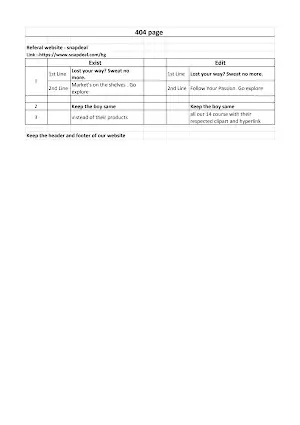 404 page
Referal website - snapdeal
Link - https://www.snapdeal.com/hg
Exist Edit
1 1st Line Lost your way? Sweat no more. 1st Line Lost your way? Sweat no more.
2nd Line Market's on the shelves . Go explore 2nd Line Follow Your Passion. Go explore
2 Keep the boy same Keep the boy same
3 instead of their products all our 14 course with their respected clipart and hyperlink
Keep the header and footer of our website